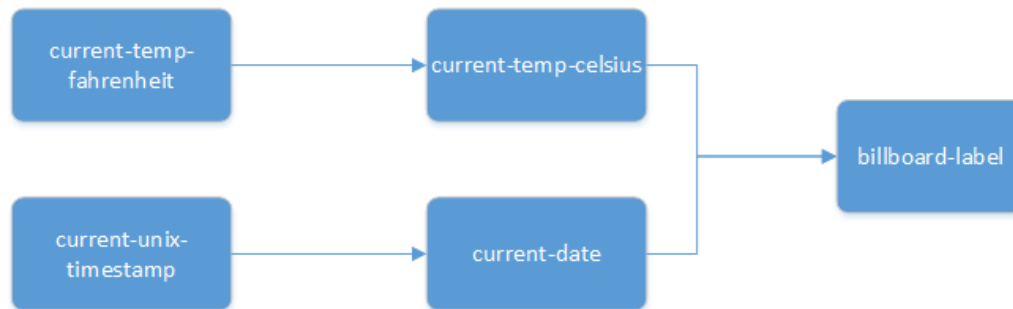 current-temp-
fahrenheit
current-temp-celsius
billboard-label
current-unix-
timestamp
current-date